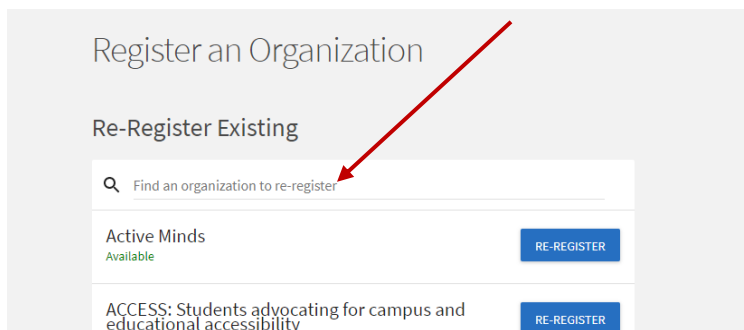 Register an Organization
Re-Register Existing
Find an organization to re-register
Active Minds
Available
RE-REGISTER
ACCESS: Students advocating for campus and
educational accessibility
RE-REGISTER